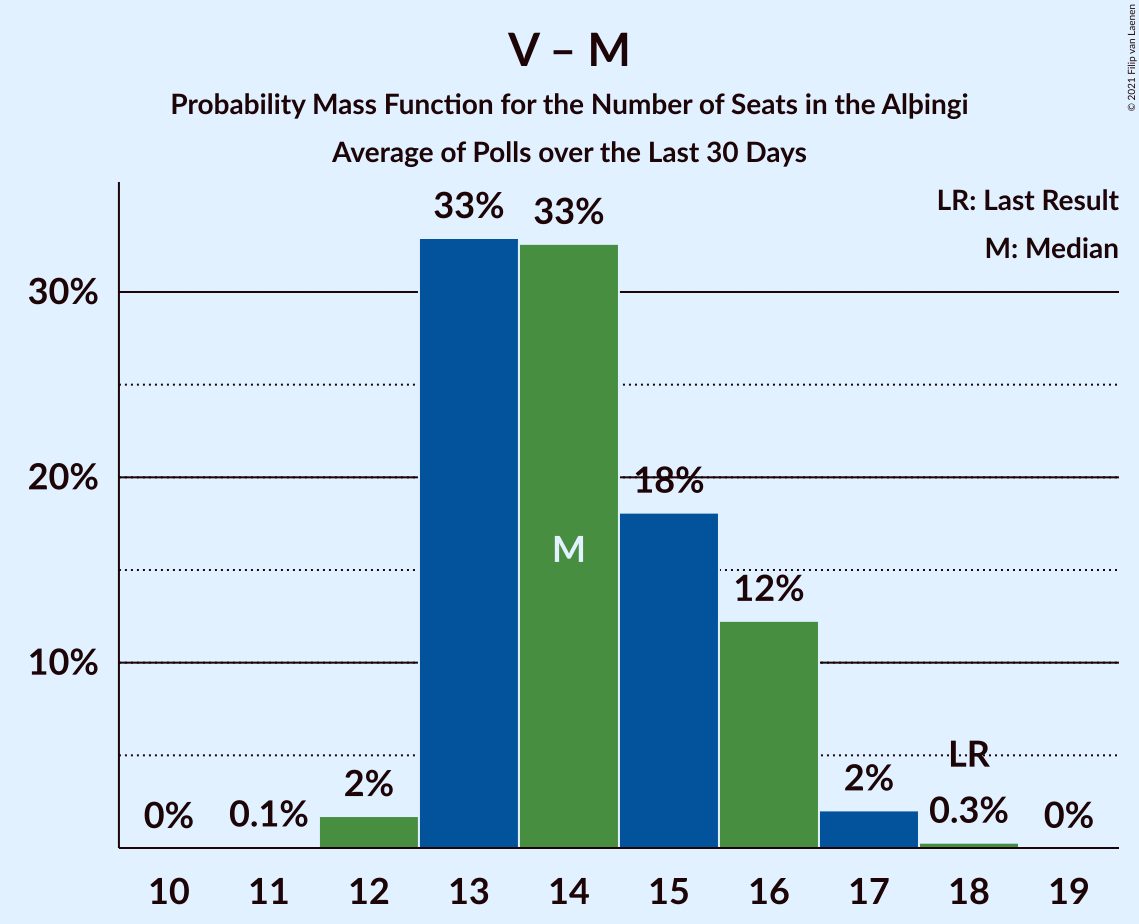 V – M
Probability Mass Function for the Number of Seats in the Alþingi
Average of Polls over the Last 30 Days
© 2021 Filip van Laenen
LR: Last Result
M: Median
33%
33%
30%
20%
18%
M
12%
10%
LR
0%
0.1%
2%
2%
0.3%
0%
10 11 12 13 14 15 16 17 18 19